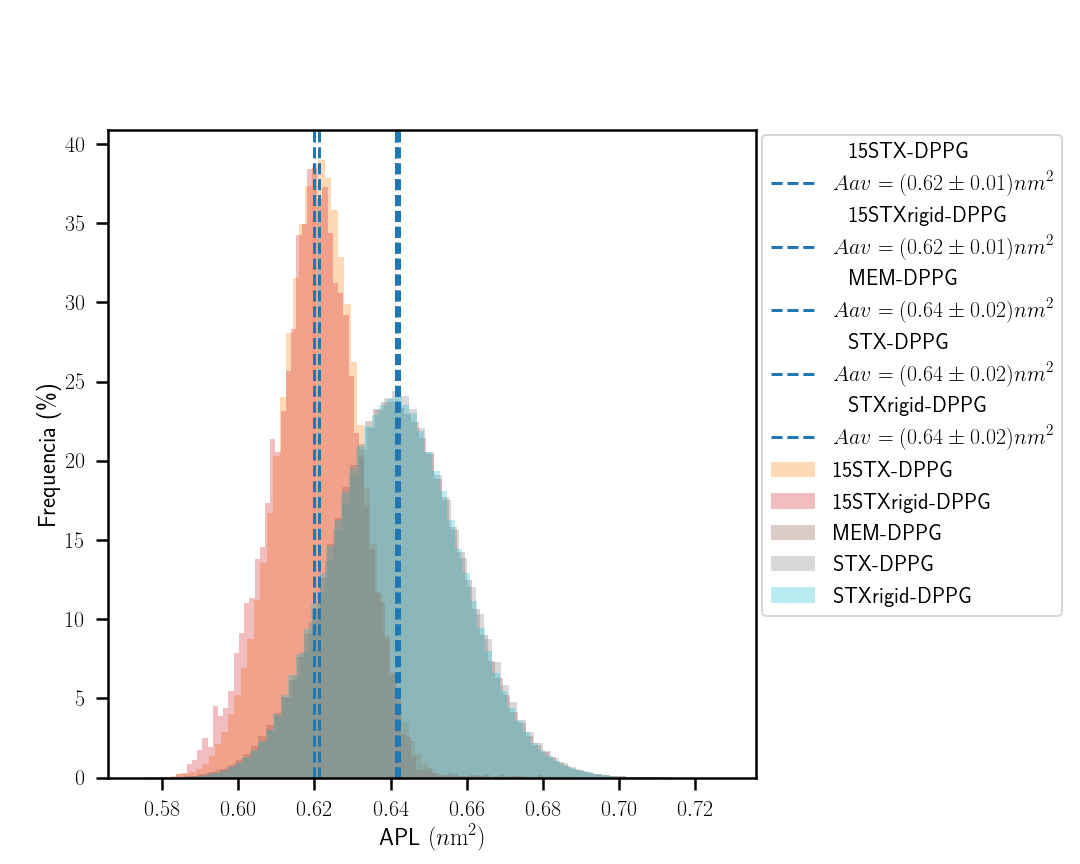 40
35
30
25
20
15
10
5
0
Frequencia (%)
0.58 0.60 0.62 0.64 0.66 0.68 0.70 0.72
APL (nm²)
15STX-DPPG
Aav = (0.62 ± 0.01)nm²
15STXrigid-DPPG
Aav = (0.62 ± 0.01)nm²
MEM-DPPG
Aav = (0.64 ± 0.02)nm²
STX-DPPG
Aav = (0.64 ± 0.02)nm²
STXrigid-DPPG
Aav = (0.64 ± 0.02)nm²
15STX-DPPG
15STXrigid-DPPG
MEM-DPPG
STX-DPPG
STXrigid-DPPG